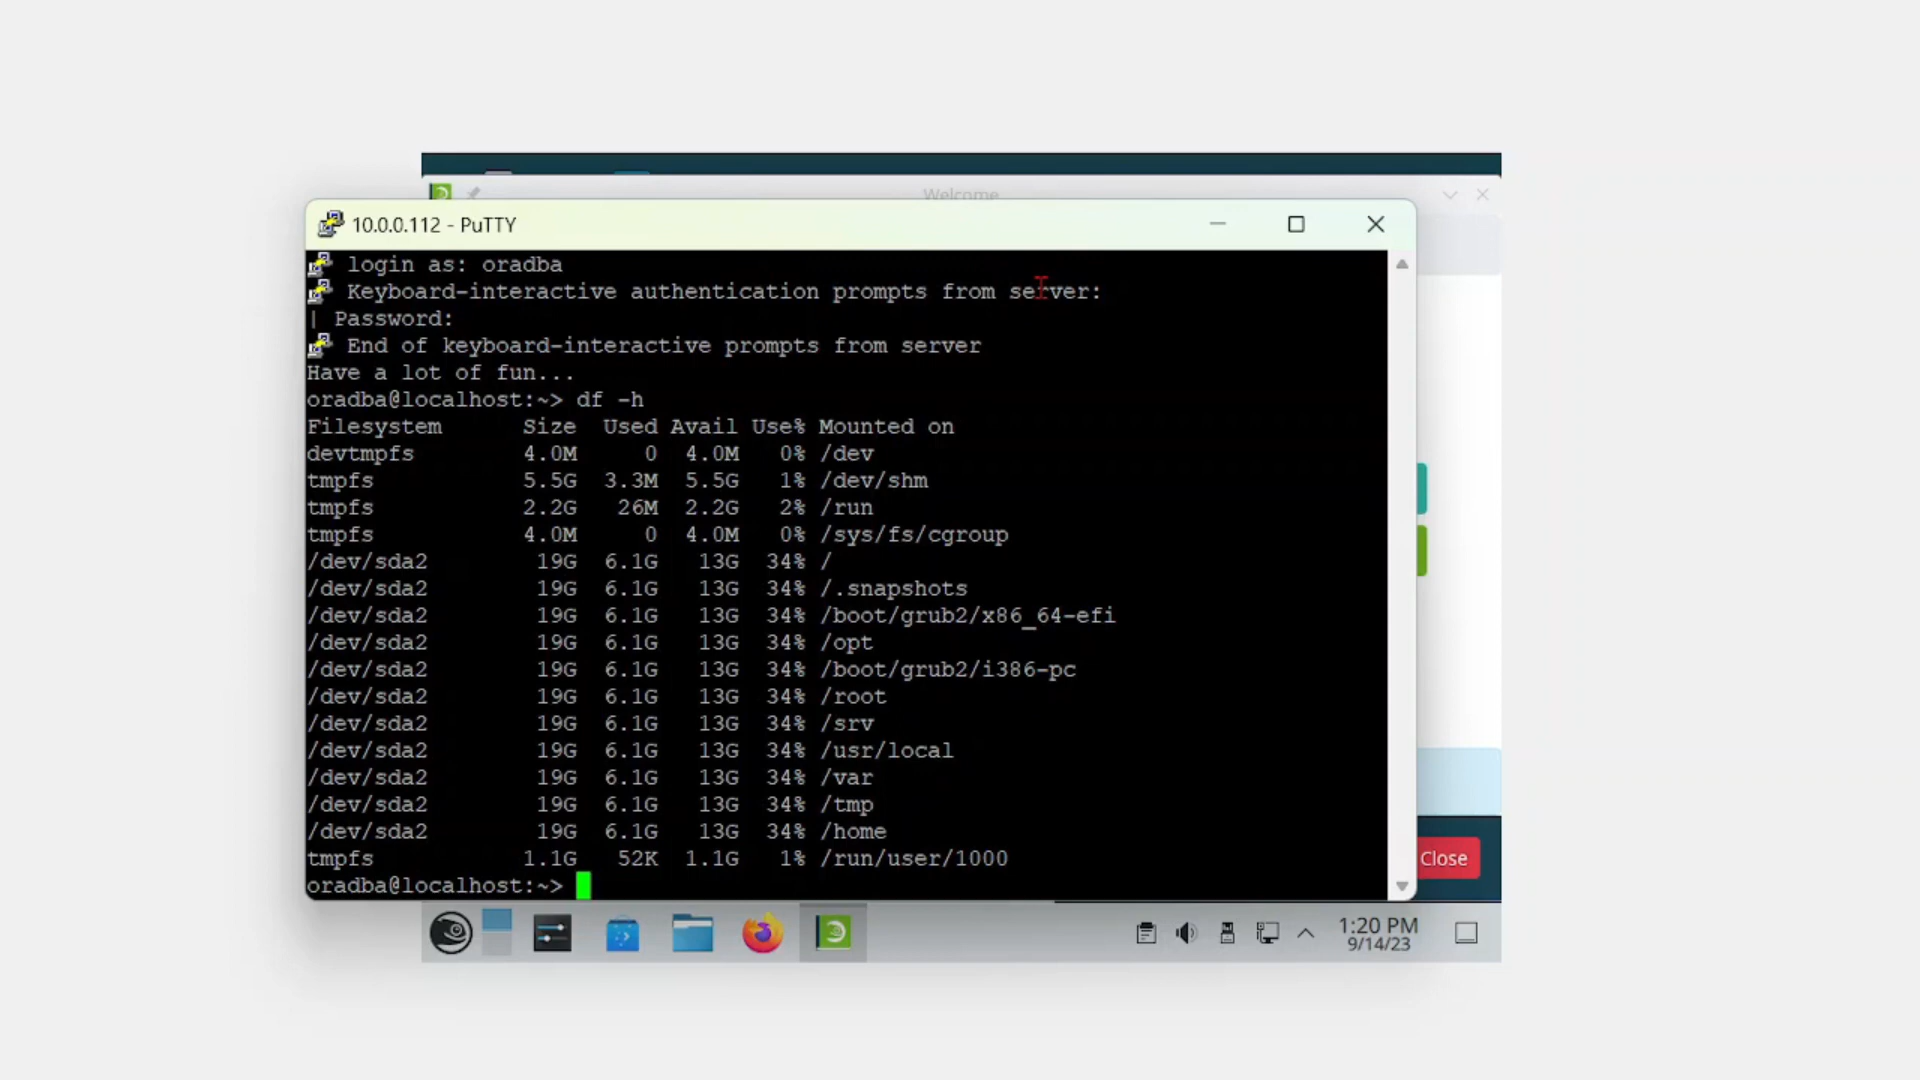 Welcome
10.0.0.112 - PuTTY
login as: oradba
Keyboard-interactive authentication prompts from server:
| Password:
End of keyboard-interactive prompts from server
Have a lot of fun...
oradba@localhost:~> df -h
Filesystem Size Used Avail Use% Mounted on
devtmpfs 4.0M 0 4.0M 0% /dev
tmpfs 5.5G 3.3M 5.5G 1% /dev/shm
tmpfs 2.2G 26M 2.2G 2% /run
tmpfs 4.0M 0 4.0M 0% /sys/fs/cgroup
/dev/sda2 19G 6.1G 13G 34% /
/dev/sda2 19G 6.1G 13G 34% /.snapshots
/dev/sda2 19G 6.1G 13G 34% /boot/grub2/x86_64-efi
/dev/sda2 19G 6.1G 13G 34% /opt
/dev/sda2 19G 6.1G 13G 34% /boot/grub2/i386-pc
/dev/sda2 19G 6.1G 13G 34% /root
/dev/sda2 19G 6.1G 13G 34% /srv
/dev/sda2 19G 6.1G 13G 34% /usr/local
/dev/sda2 19G 6.1G 13G 34% /var
/dev/sda2 19G 6.1G 13G 34% /tmp
/dev/sda2 19G 6.1G 13G 34% /home
tmpfs 1.1G 52K 1.1G 1% /run/user/1000
oradba@localhost:~>
Close
1:20 PM
9/14/23